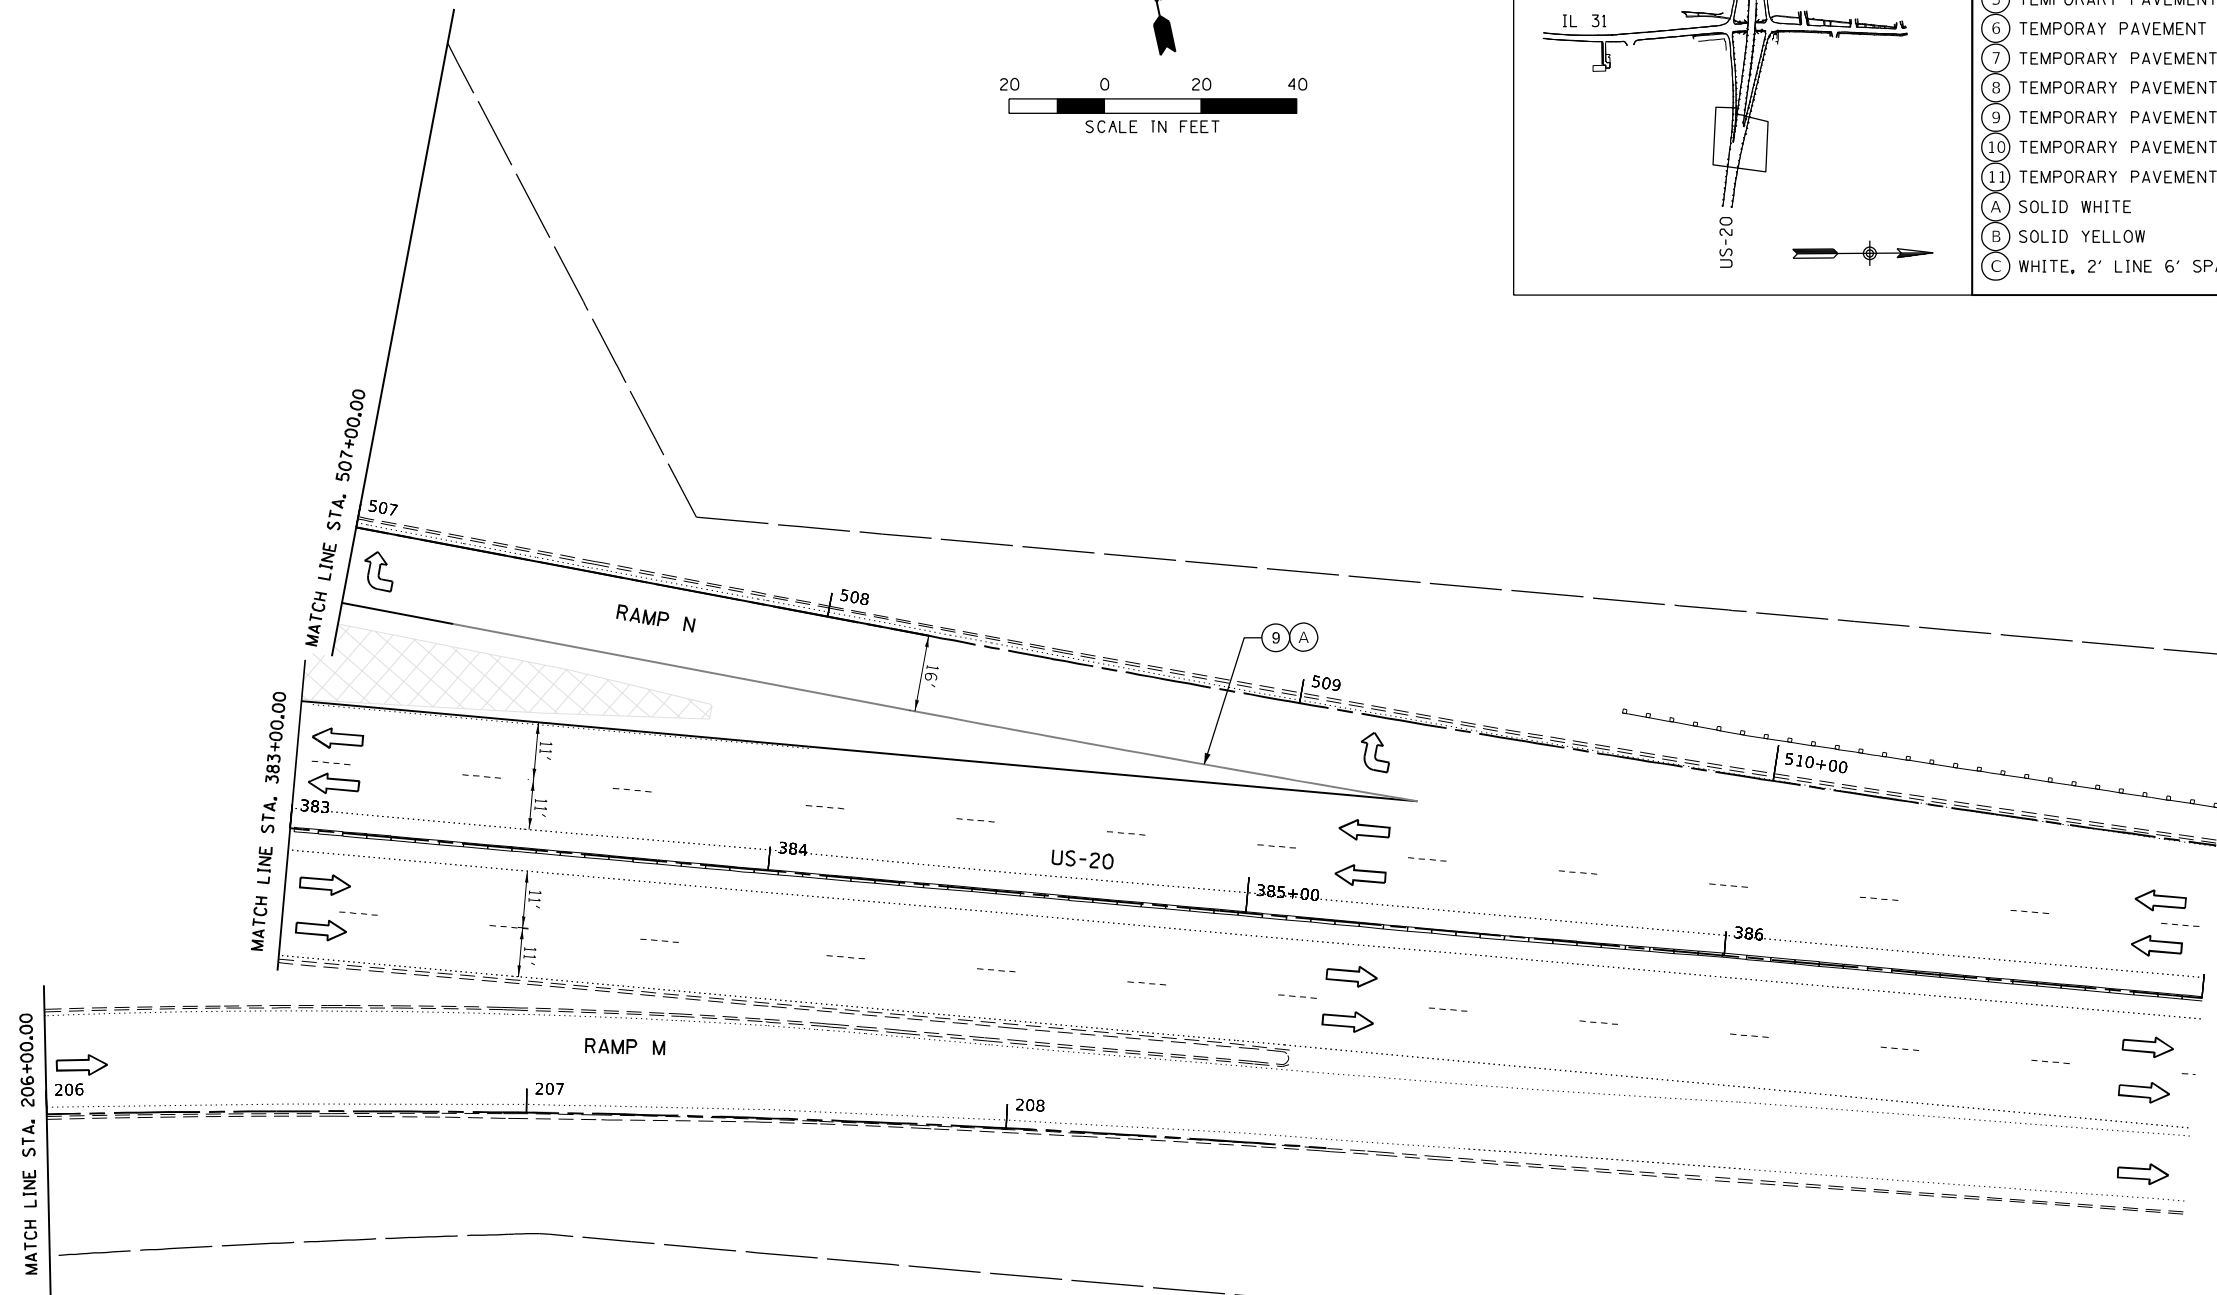 20 0 20 40
SCALE IN FEET
IL 31
US-20
6 TEMPORAY PAVEMENT
7 TEMPORARY PAVEMENT
8 TEMPORARY PAVEMENT
9 TEMPORARY PAVEMENT
10 TEMPORARY PAVEMENT
11 TEMPORARY PAVEMENT
A SOLID WHITE
B SOLID YELLOW
C WHITE, 2' LINE 6'
MATCH LINE STA. 507+00.00
507
508
RAMP N
16'
9 A
509
510+00
MATCH LINE STA. 383+00.00
11'
11'
383
384
US-20
385+00
386
11'
11'
MATCH LINE STA. 206+00.00
RAMP M
206
207
208